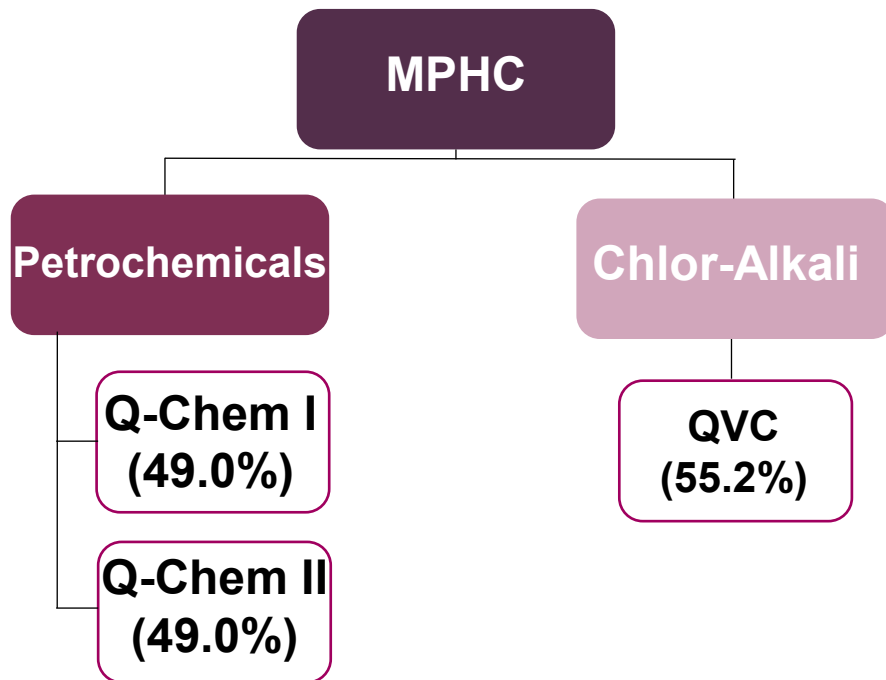 MPHC
Petrochemicals
Chlor-Alkali
Q-Chem I
(49.0%)
QVC
(55.2%)
Q-Chem II
(49.0%)